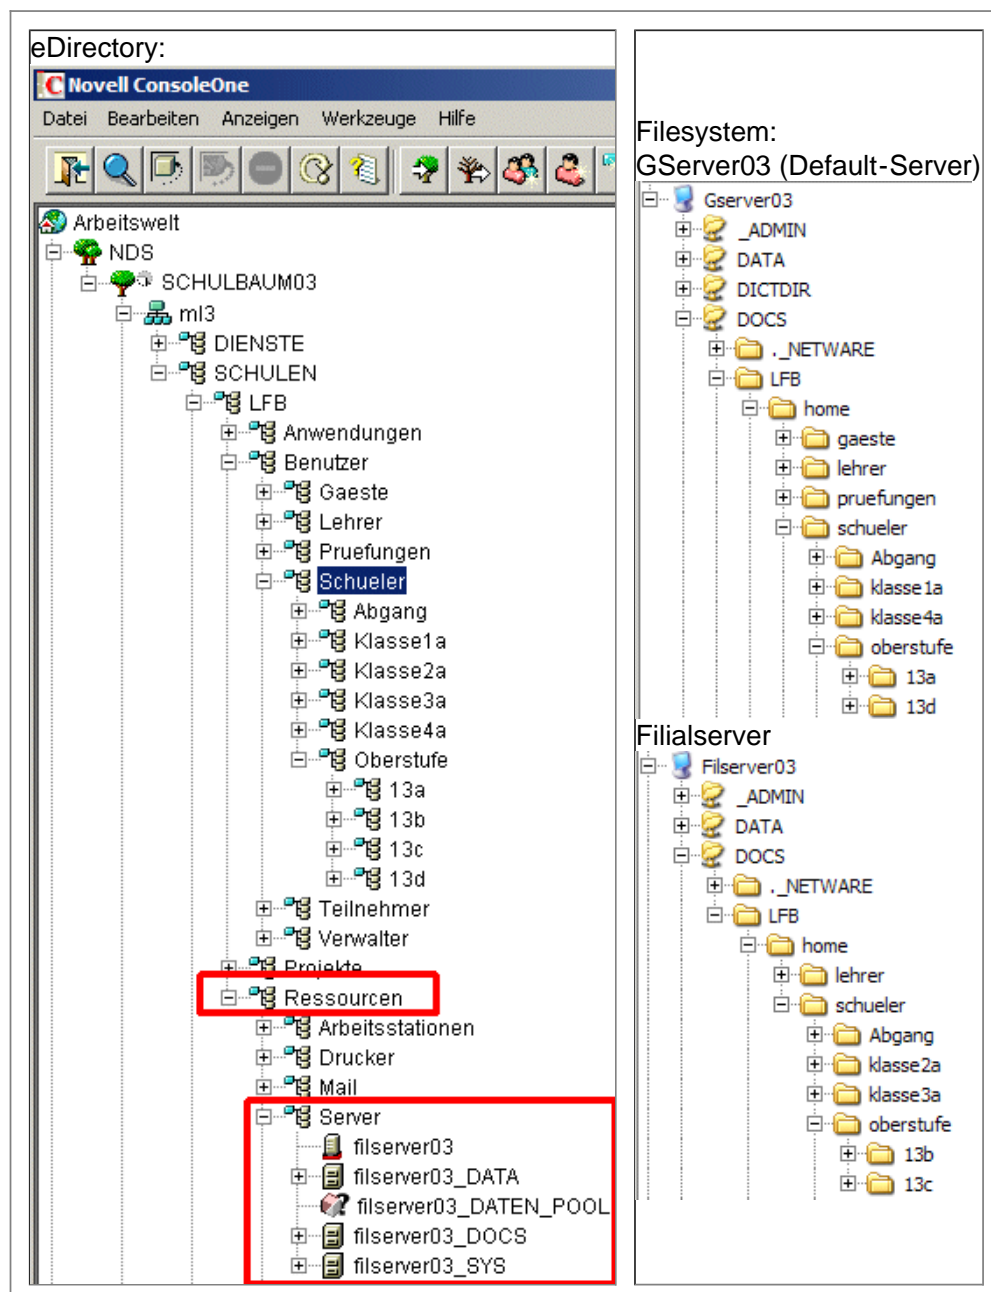 eDirectory:
Novell ConsoleOne
Datei Bearbeiten Anzeigen Werkzeuge Hilfe
Arbeitswelt
NDS
SCHULBAUM03
ml3
DIENSTE
SCHULEN
LFB
Anwendungen
Benutzer
Gaeste
Lehrer
Pruefungen
Schueler
Abgang
Klasse1a
Klasse2a
Klasse3a
Klasse4a
Oberstufe
13a
13b
13c
13d
Teilnehmer
Verwalter
Projekte
Ressourcen
Arbeitsstationen
Drucker
Mail
Server
filserver03
filserver03_DATA
filserver03_DATEN_POOL
filserver03_DOCS
filserver03_SYS
Filesystem:
GServer03 (Default-Server)
Gserver03
_ADMIN
DATA
DICTDIR
DOCS
._NETWARE
LFB
home
gaeste
lehrer
pruefungen
schueler
Abgang
klasse1a
klasse4a
oberstufe
13a
13d
Filialserver
Filserver03
_ADMIN
DATA
DOCS
._NETWARE
LFB
home
lehrer
schueler
Abgang
klasse2a
klasse3a
oberstufe
13b
13c